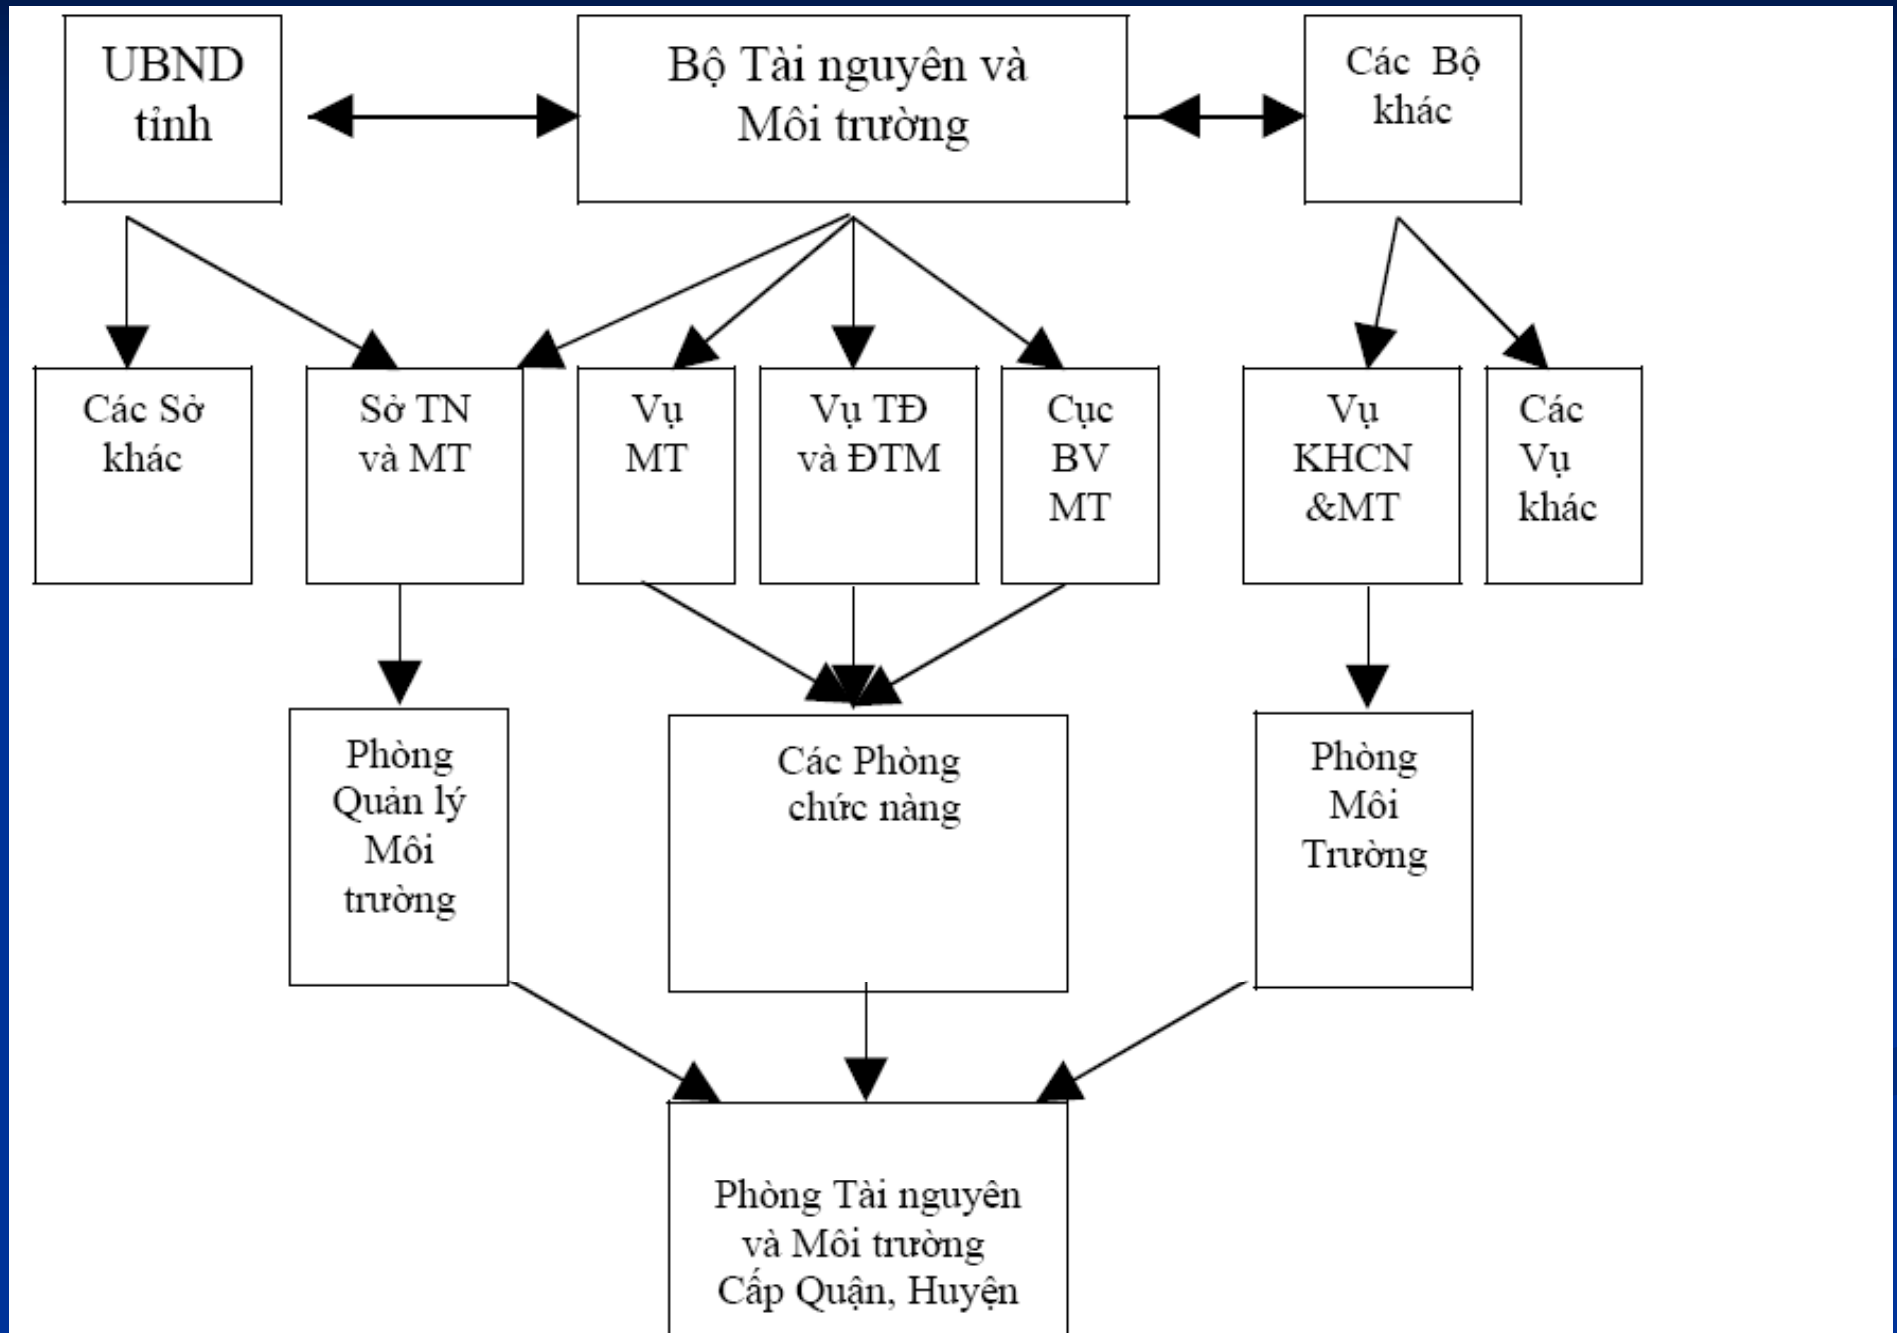 UBND
tỉnh
Bộ Tài nguyên và
Môi trường
Các Bộ
khác
Các Sở
khác
Sở TN
và MT
Vụ
MT
Vụ TĐ
và ĐTM
Cục
BV
MT
Vụ
KHCN
&MT
Các
Vụ
khác
Phòng
Quản lý
Môi
trường
Các Phòng
chức nàng
Phòng
Môi
Trường
Phòng Tài nguyên
và Môi trường
Cấp Quận, Huyện